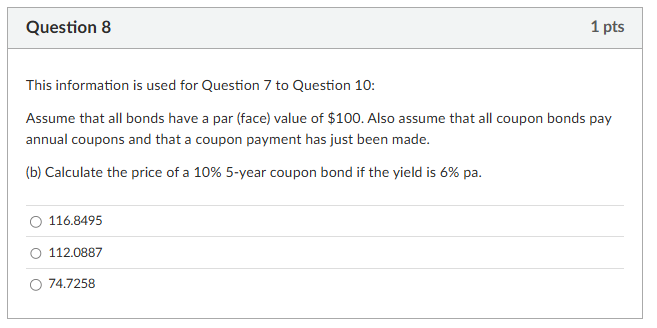 Question 8
1 pts
This information is used for Question 7 to Question 10:
Assume that all bonds have a par (face) value of $100. Also assume that all coupon bonds pay
annual coupons and that a coupon payment has just been made.
(b) Calculate the price of a 10% 5-year coupon bond if the yield is 6% pa.
116.8495
112.0887
74.7258